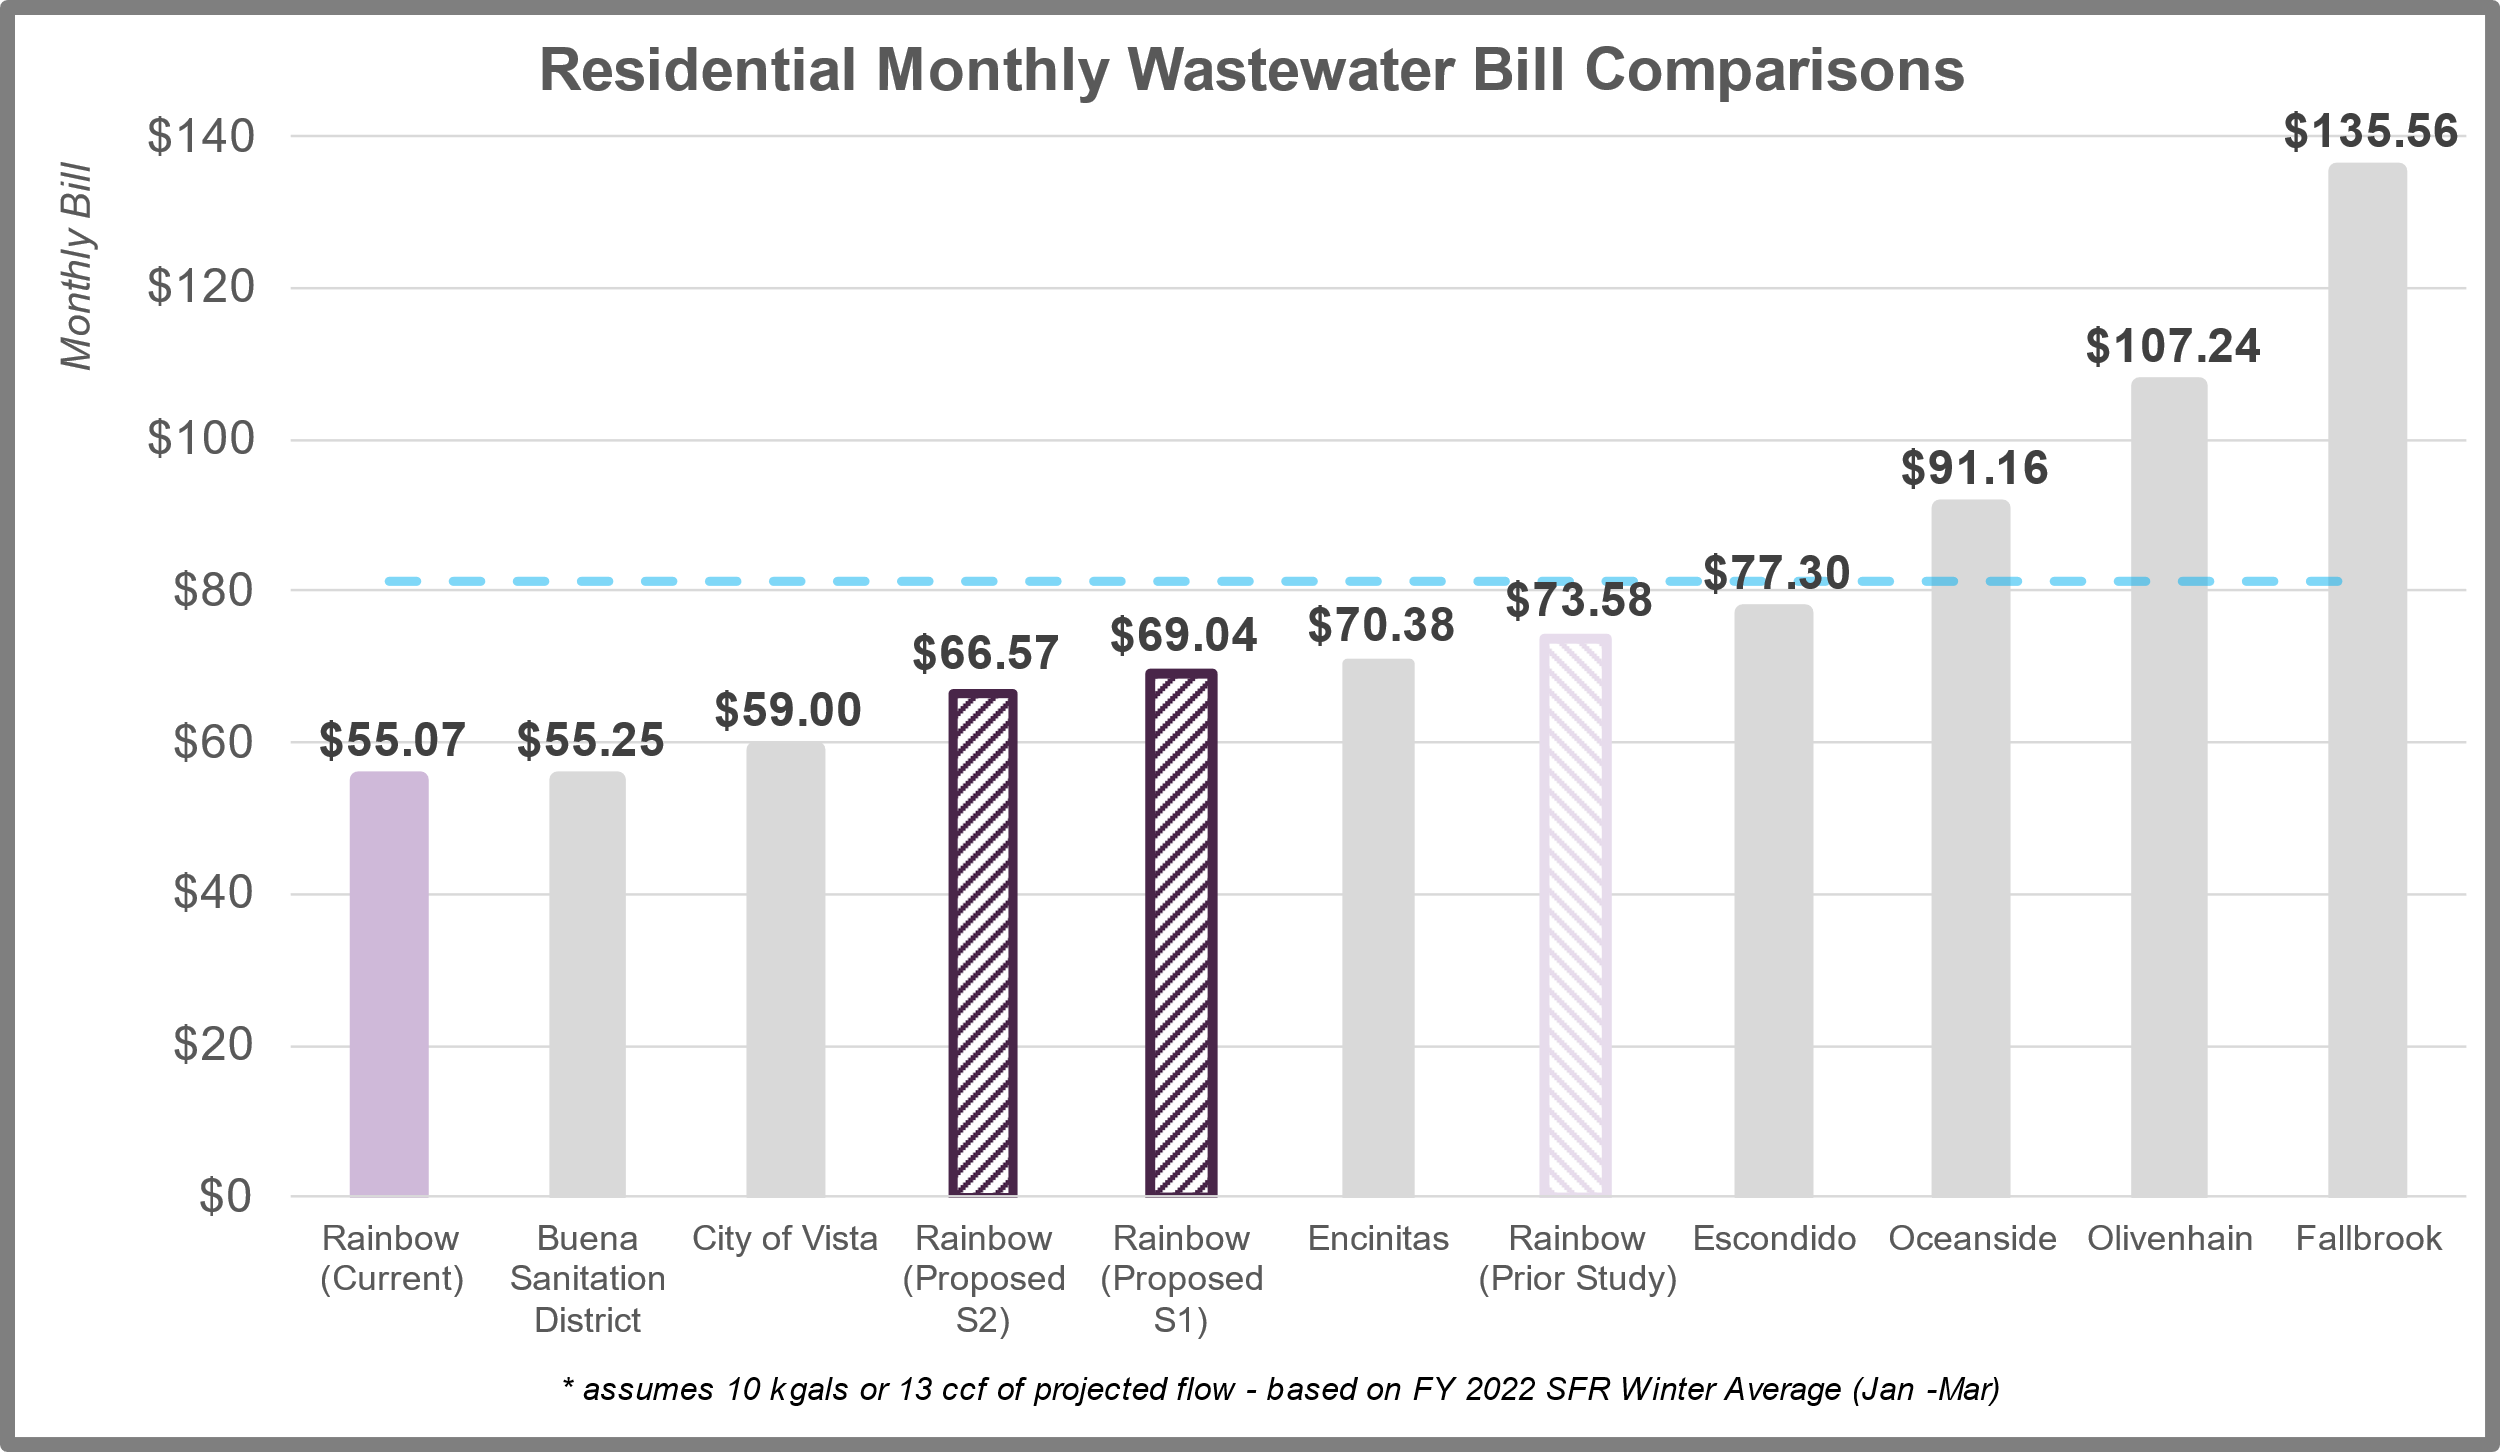 Residential Monthly Wastewater Bill Comparisons
Monthly Bill
$140
$120
$100
$80
$60
$40
$20
$0
$55.07
$55.25
$59.00
$66.57
$69.04
$70.38
$73.58
$77.30
$91.16
$107.24
$135.56
Rainbow
(Current)
Buena
Sanitation
District
City of Vista
Rainbow
(Proposed
S2)
Rainbow
(Proposed
S1)
Encinitas
Rainbow
(Prior Study)
Escondido
Oceanside
Olivenhain
Fallbrook
* assumes 10 kgals or 13 ccf of projected flow - based on FY 2022 SFR Winter Average (Jan -Mar)